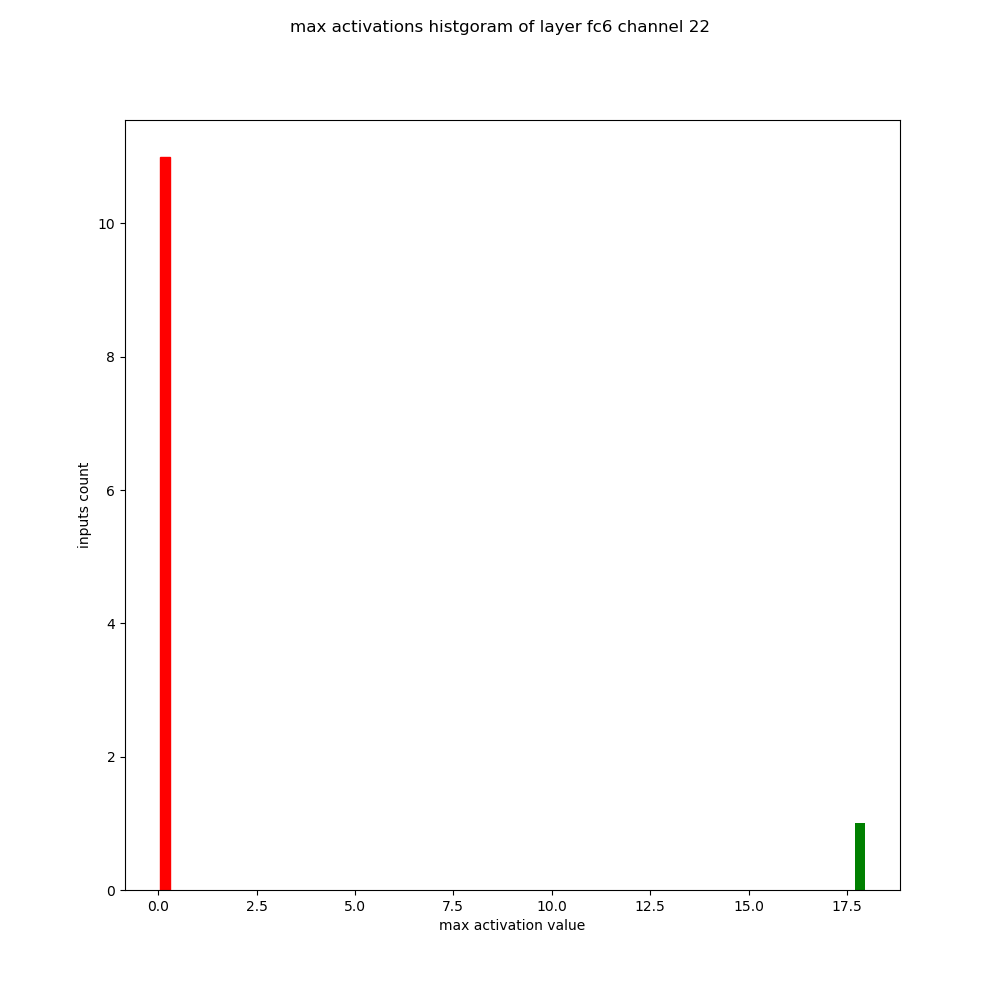 max activations histgoram of layer fc6 channel 22
10
8
6
4
2
0
inputs count
0.0 2.5 5.0 7.5 10.0 12.5 15.0 17.5
max activation value